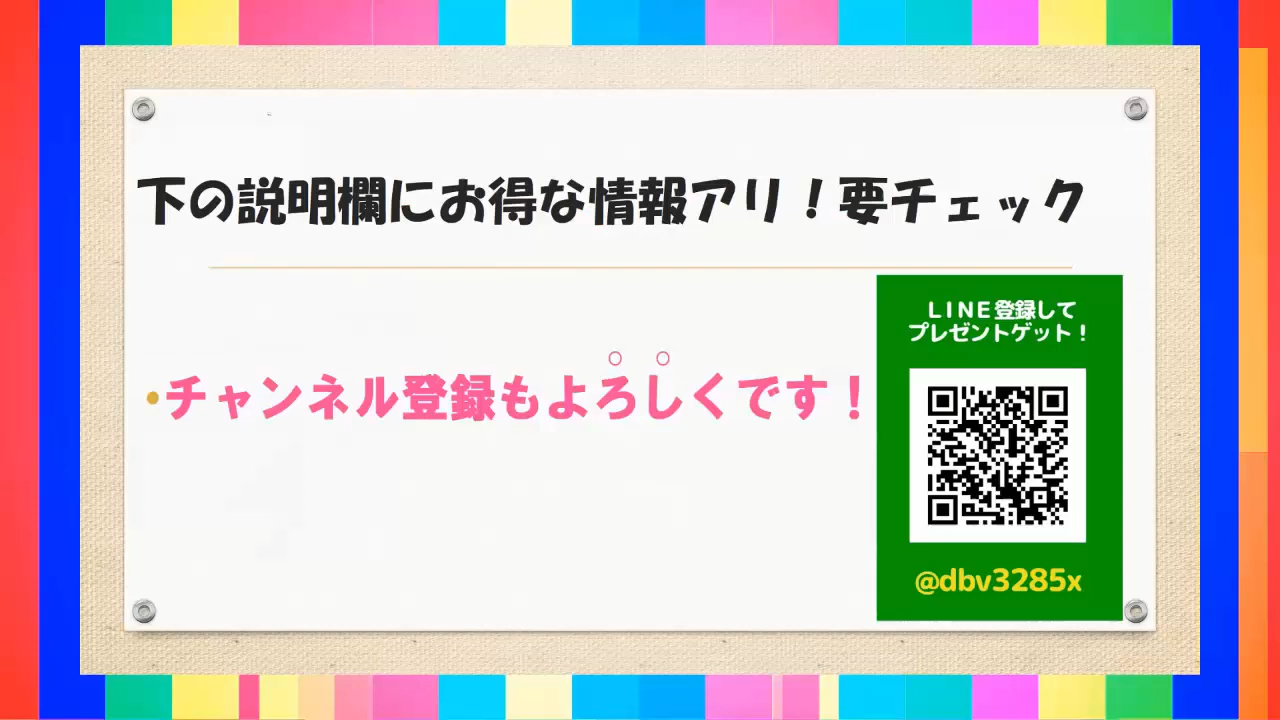 下の説明欄にお得な情報アリ！要チェック
•チャンネル登録もよろしくです！
LINE登録して
プレゼントゲット！
@dbv3285x